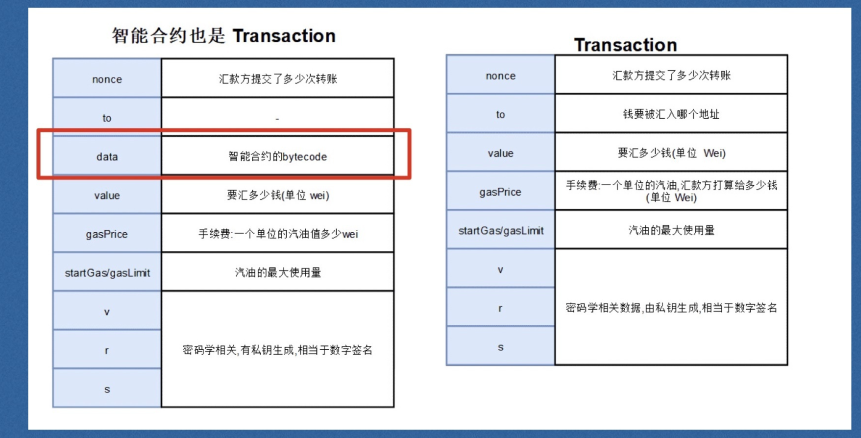 智能合约也是 Transaction
nonce 汇款方提交了多少次转账
to -
data 智能合约的bytecode
value 要汇多少钱(单位 wei)
gasPrice 手续费:一个单位的汽油值多少wei
startGas/gasLimit 汽油的最大使用量
v
r 密码学相关,有私钥生成,相当于数字签名
s
Transaction
nonce 汇款方提交了多少次转账
to 钱要被汇入哪个地址
value 要汇多少钱(单位 Wei)
gasPrice 手续费:一个单位的汽油,汇款方打算给多少钱
(单位 Wei)
startGas/gasLimit 汽油的最大使用量
v
r 密码学相关数据,由私钥生成,相当于数字签名
s